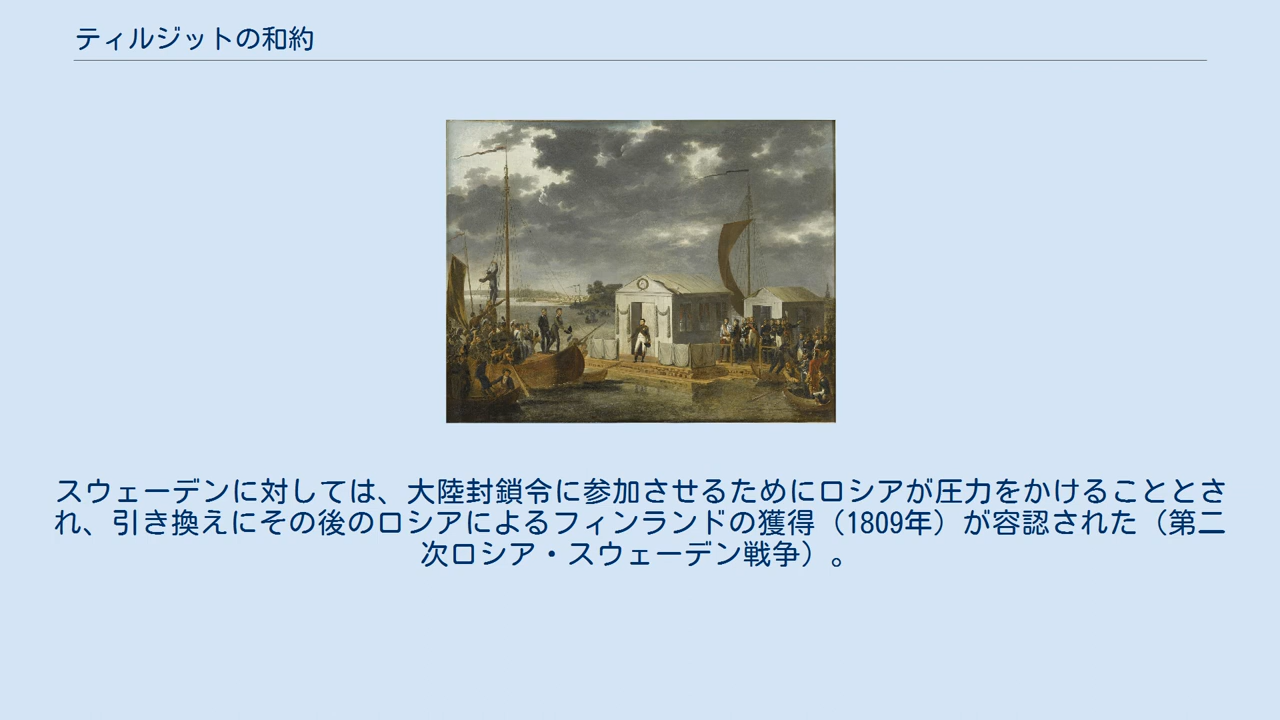 ティルジットの和約
スウェーデンに対しては、大陸封鎖令に参加させるためにロシアが圧力をかけることとさ
れ、引き換えにその後のロシアによるフィンランドの獲得（1809年）が容認された（第二
次ロシア・スウェーデン戦争）。